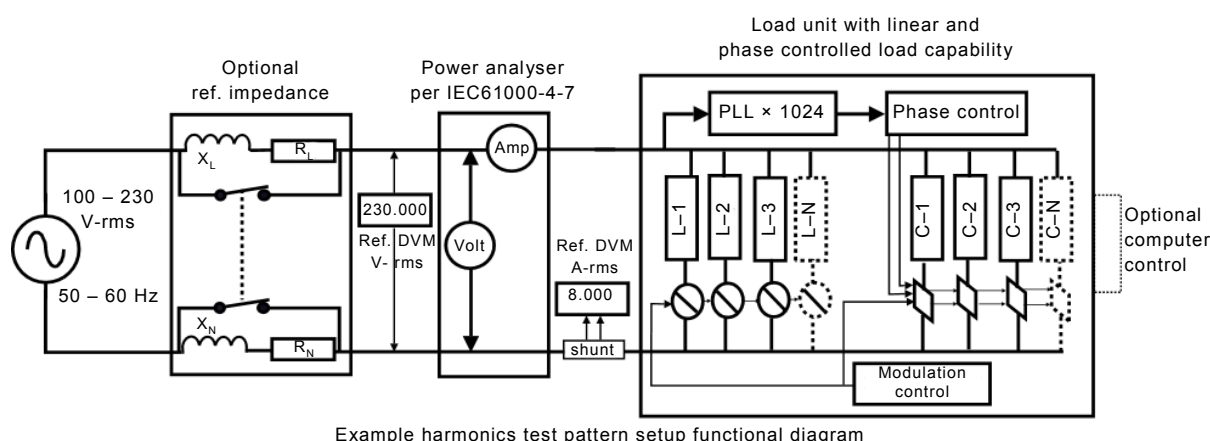 Load unit with linear and
phase controlled load capability
Optional
ref. impedance
Power analyser
per IEC61000-4-7
PLL × 1024
Phase control
X_L
R_L
Amp
100 – 230
V-rms
230.000
Ref. DVM
V- rms
Volt
Ref. DVM
A-rms
8.000
L–1
L–2
L–3
L–N
C–1
C–2
C–3
C–N
Optional
computer
control
50 – 60 Hz
X_N
R_N
shunt
Modulation
control
Example harmonics test pattern setup functional diagram